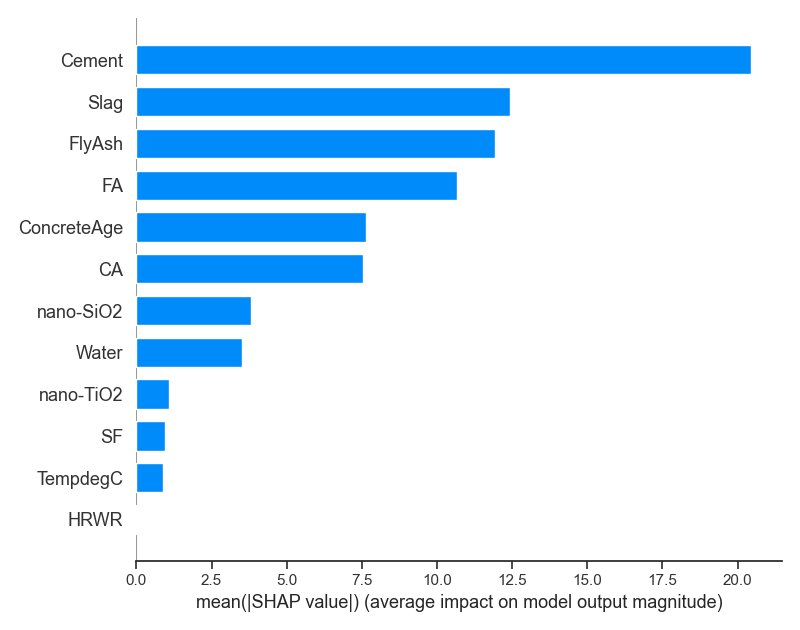 Cement
Slag
FlyAsh
FA
ConcreteAge
CA
nano-SiO2
Water
nano-TiO2
SF
TempdegC
HRWR
0.0 2.5 5.0 7.5 10.0 12.5 15.0 17.5 20.0
mean(|SHAP value|) (average impact on model output magnitude)